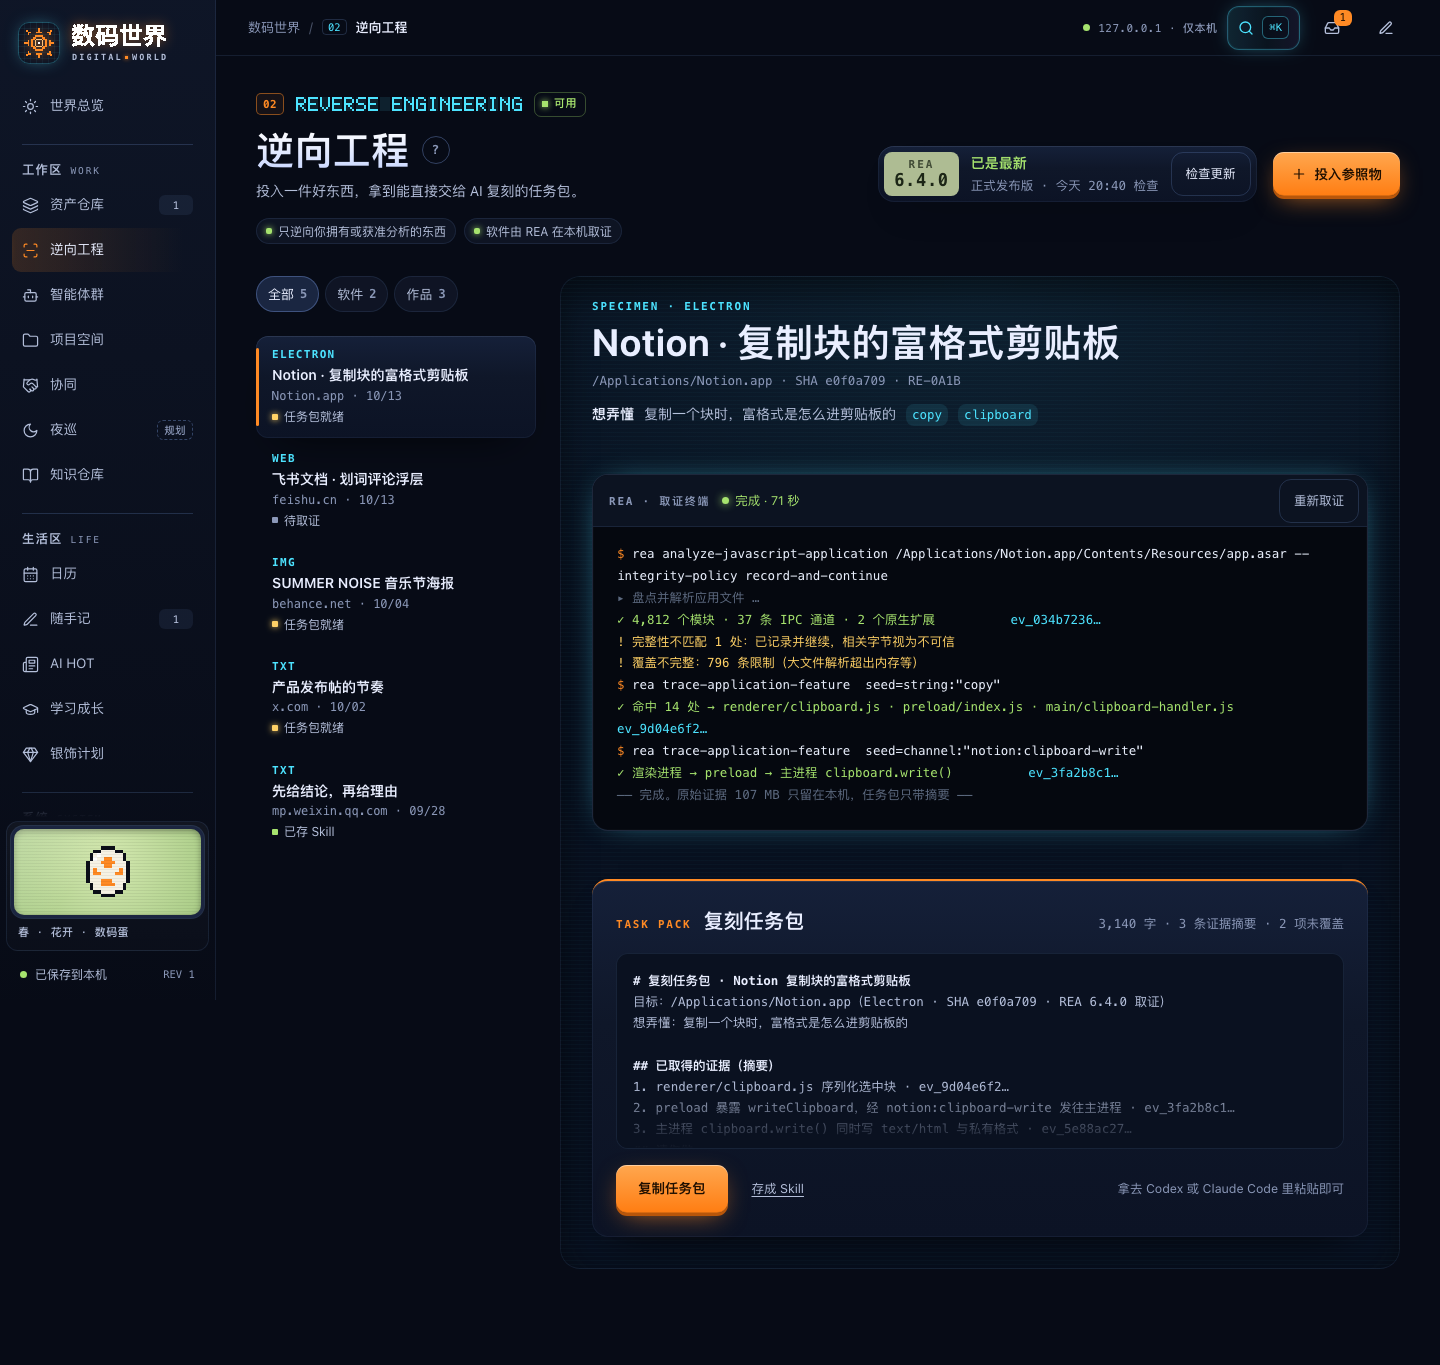 数码世界
DIGITAL WORLD
世界总览
工作区 WORK
资产仓库 1
逆向工程
智能体群
项目空间
协同
夜巡 规划
知识仓库
生活区 LIFE
日历
随手记 1
AI HOT
学习成长
银饰计划
春 · 花开 · 数码蛋
已保存到本机 REV 1
数码世界 / 02 逆向工程
127.0.0.1 · 仅本机
⌘K
1
02 REVERSE ENGINEERING 可用
逆向工程 ?
投入一件好东西，拿到能直接交给 AI 复刻的任务包。
只逆向你拥有或获准分析的东西
软件由 REA 在本机取证
REA
6.4.0
已是最新
正式发布版 · 今天 20:40 检查
检查更新
投入参照物
全部 5
软件 2
作品 3
ELECTRON
Notion · 复制块的富格式剪贴板
Notion.app · 10/13
任务包就绪
WEB
飞书文档 · 划词评论浮层
feishu.cn · 10/13
待取证
IMG
SUMMER NOISE 音乐节海报
behance.net · 10/04
任务包就绪
TXT
产品发布帖的节奏
x.com · 10/02
任务包就绪
TXT
先给结论，再给理由
mp.weixin.qq.com · 09/28
已存 Skill
SPECIMEN · ELECTRON
Notion · 复制块的富格式剪贴板
/Applications/Notion.app · SHA e0f0a709 · RE-0A1B
想弄懂 复制一个块时，富格式是怎么进剪贴板的 copy clipboard
REA · 取证终端 完成 · 71 秒 重新取证
$ rea analyze-javascript-application /Applications/Notion.app/Contents/Resources/app.asar --
integrity-policy record-and-continue
▸ 盘点并解析应用文件 …
✓ 4,812 个模块 · 37 条 IPC 通道 · 2 个原生扩展 ev_034b7236…
! 完整性不匹配 1 处：已记录并继续，相关字节视为不可信
! 覆盖不完整：796 条限制（大文件解析超出内存等）
$ rea trace-application-feature seed=string:"copy"
✓ 命中 14 处 → renderer/clipboard.js · preload/index.js · main/clipboard-handler.js
ev_9d04e6f2…
$ rea trace-application-feature seed=channel:"notion:clipboard-write"
✓ 渲染进程 → preload → 主进程 clipboard.write() ev_3fa2b8c1…
—— 完成。原始证据 107 MB 只留在本机，任务包只带摘要 ——
TASK PACK 复刻任务包
3,140 字 · 3 条证据摘要 · 2 项未覆盖
# 复刻任务包 · Notion 复制块的富格式剪贴板
目标：/Applications/Notion.app（Electron · SHA e0f0a709 · REA 6.4.0 取证）
想弄懂：复制一个块时，富格式是怎么进剪贴板的
## 已取得的证据（摘要）
1. renderer/clipboard.js 序列化选中块 · ev_9d04e6f2…
2. preload 暴露 writeClipboard，经 notion:clipboard-write 发往主进程 · ev_3fa2b8c1…
3. 主进程 clipboard.write() 同时写 text/html 与私有格式 · ev_5e88ac27…
复制任务包
存成 Skill
拿去 Codex 或 Claude Code 里粘贴即可